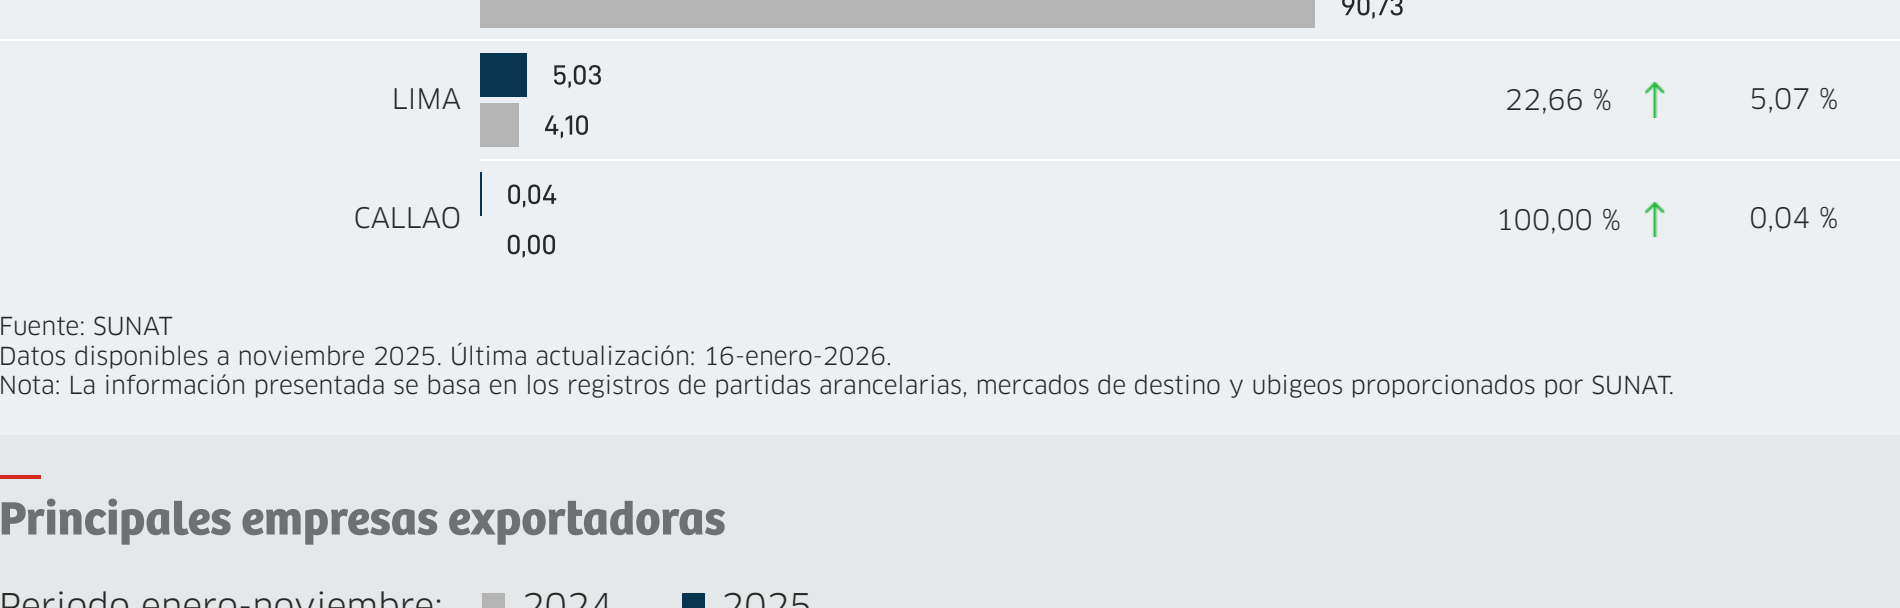 90,73
5,03
LIMA
22,66 %
5,07 %
4,10
0,04
CALLAO
100,00 %
0,04 %
0,00
Fuente: SUNAT
Datos disponibles a noviembre 2025. Última actualización: 16-enero-2026.
Nota: La información presentada se basa en los registros de partidas arancelarias, mercados de destino y ubigeos proporcionados por SUNAT.
Principales empresas exportadoras
Periodo enero-noviembre: 2024 2025